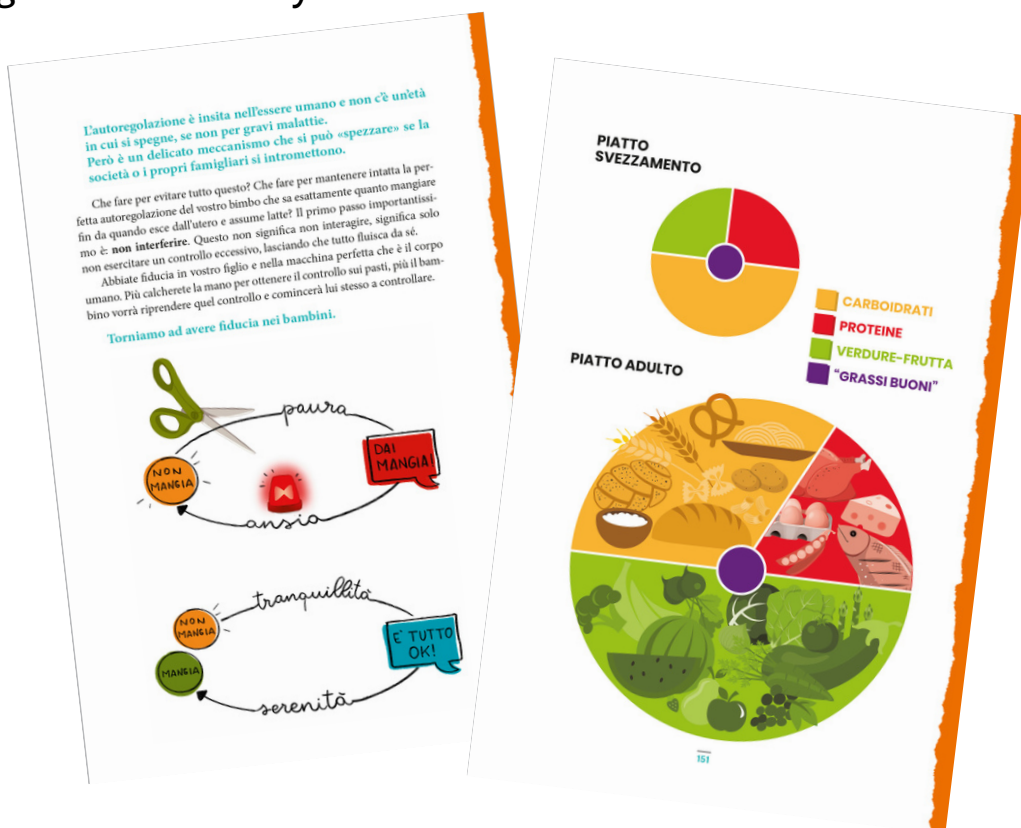 L'autoregolazione è insita nell'essere umano e non c'è un'età
in cui si spegne, se non per gravi malattie.
Però è un delicato meccanismo che si può «spezzare» se la
società o i propri famigliari si intromettono.
Che fare per evitare tutto questo? Che fare per mantenere intatta la per-
fetta autoregolazione del vostro bimbo che sa esattamente quanto mangiare
fin da quando esce dall'utero e assume latte? Il primo passo importantissi-
mo è: non interferire. Questo non significa non interagire, significa solo
non esercitare un controllo eccessivo, lasciando che tutto fluisca da sé.
Abbiate fiducia in vostro figlio e nella macchina perfetta che è il corpo
umano. Più calcherete la mano per ottenere il controllo sui pasti, più il bam-
bino vorrà riprendere quel controllo e comincerà lui stesso a controllare.
Torniamo ad avere fiducia nei bambini.
paura
NON
MANGIA
DAI
MANGIA!
ansia
tranquillità
NON
MANGIA
MANGIA
E' TUTTO
OK!
serenità
PIATTO
SVEZZAMENTO
CARBOIDRATI
PROTEINE
VERDURE-FRUTTA
"GRASSI BUONI"
PIATTO ADULTO
151